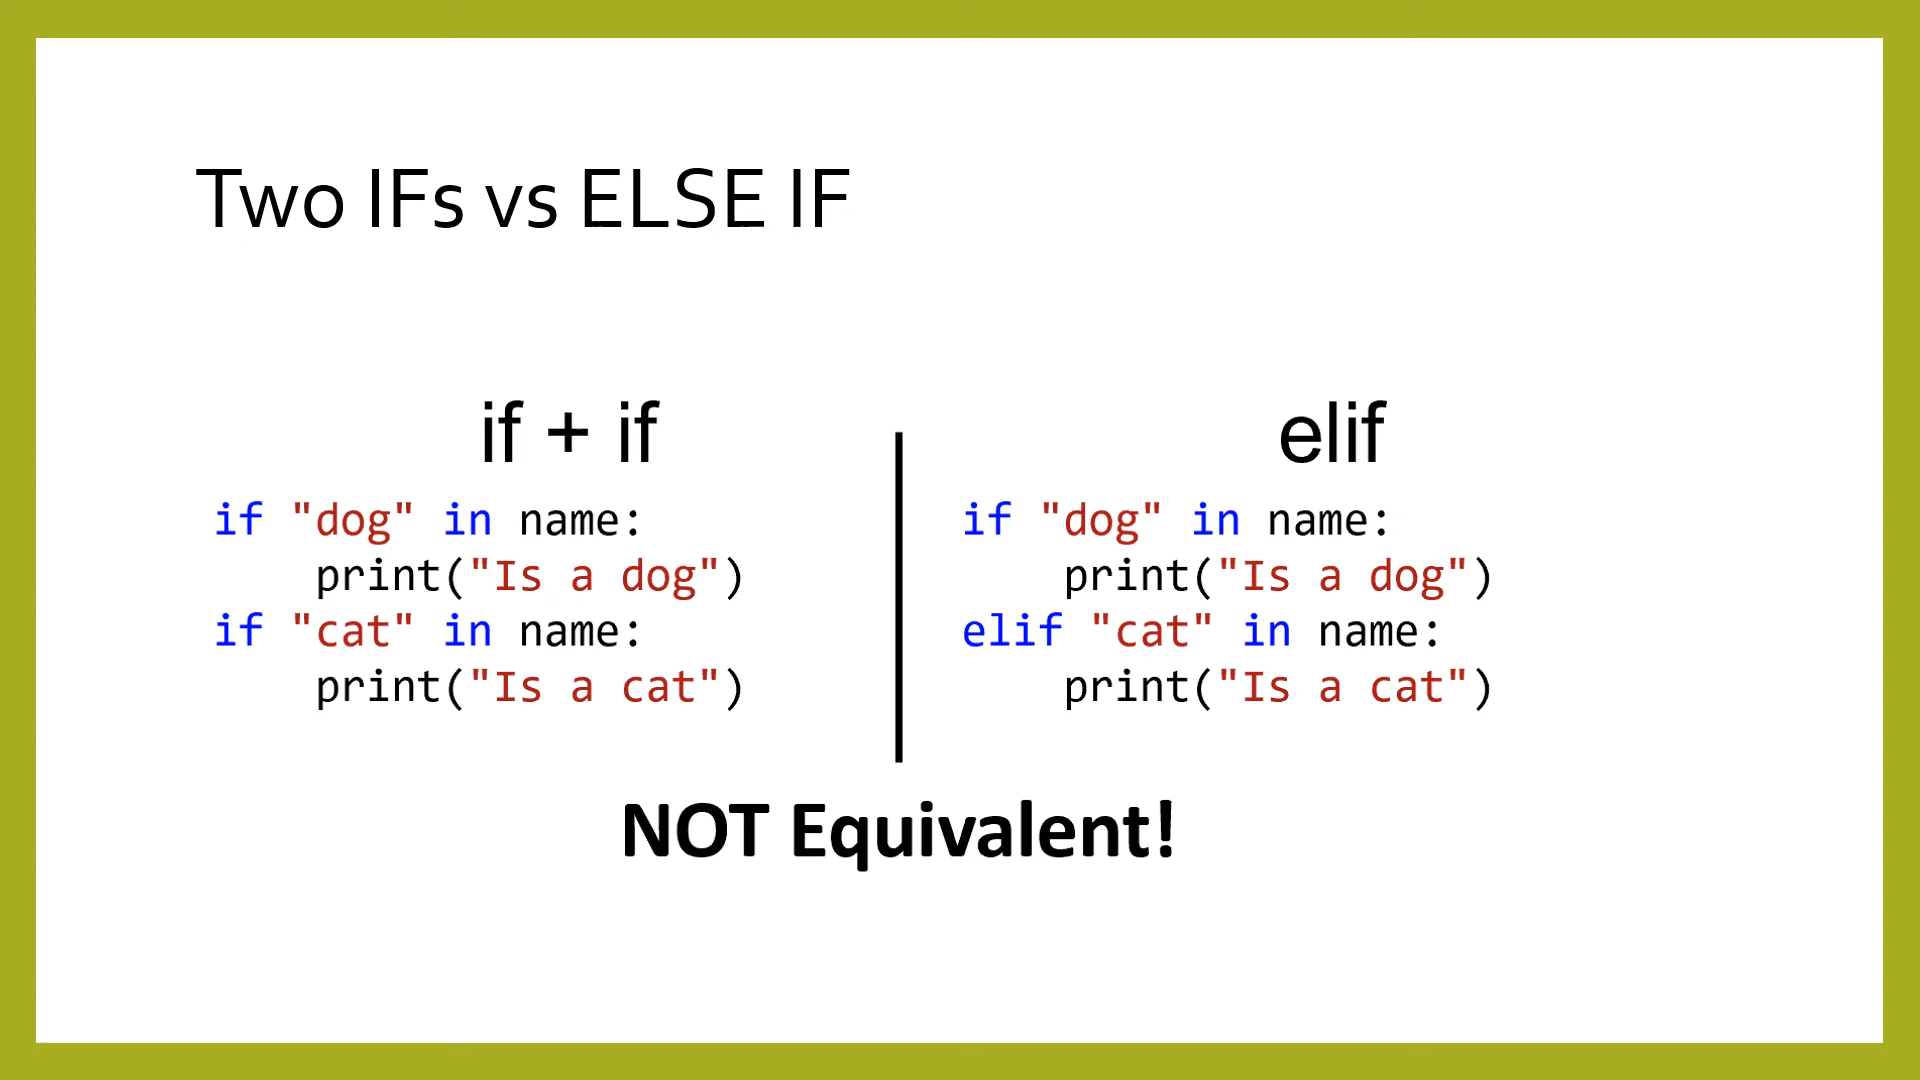 Two IFs vs ELSE IF
if + if
if "dog" in name:
    print("Is a dog")
if "cat" in name:
    print("Is a cat")
elif
if "dog" in name:
    print("Is a dog")
elif "cat" in name:
    print("Is a cat")
NOT Equivalent!